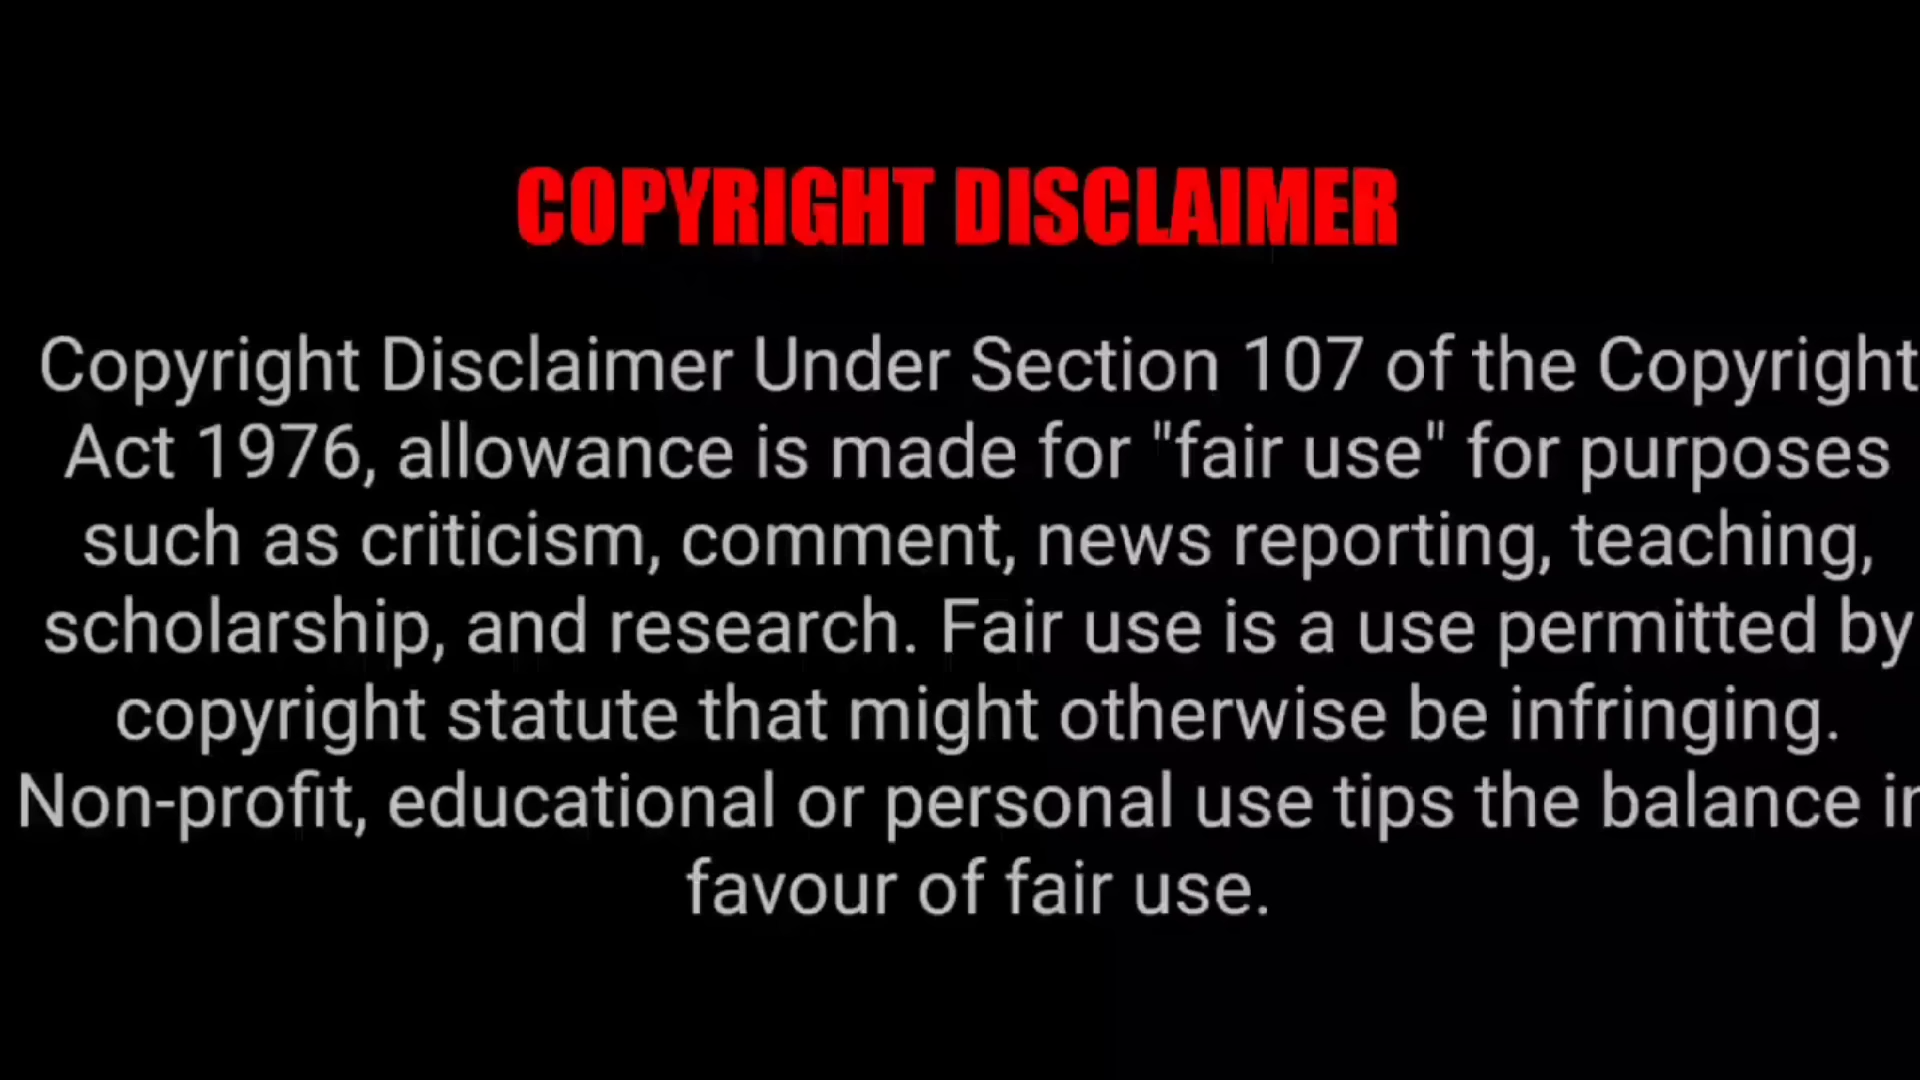 COPYRIGHT DISCLAIMER
Copyright Disclaimer Under Section 107 of the Copyright
Act 1976, allowance is made for "fair use" for purposes
such as criticism, comment, news reporting, teaching,
scholarship, and research. Fair use is a use permitted by
copyright statute that might otherwise be infringing.
Non-profit, educational or personal use tips the balance in
favour of fair use.